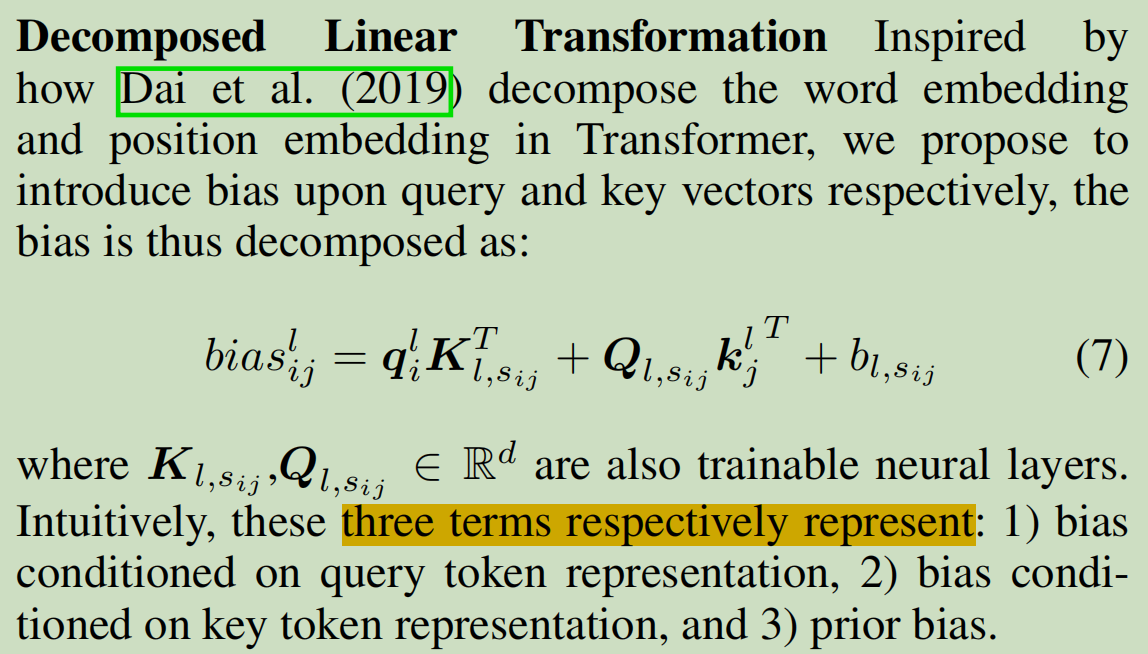 Decomposed Linear Transformation Inspired by
how Dai et al. (2019) decompose the word embedding
and position embedding in Transformer, we propose to
introduce bias upon query and key vectors respectively, the
bias is thus decomposed as:
$bias_{ij}^{l} = \boldsymbol{q}_{i}^{l} \boldsymbol{K}_{l,s_{ij}}^{T} + \boldsymbol{Q}_{l,s_{ij}} {\boldsymbol{k}_{j}^{l}}^{T} + b_{l,s_{ij}}$ (7)
where $\boldsymbol{K}_{l,s_{ij}}$,$\boldsymbol{Q}_{l,s_{ij}} \in \mathbb{R}^{d}$ are also trainable neural layers.
Intuitively, these three terms respectively represent: 1) bias
conditioned on query token representation, 2) bias condi-
tioned on key token representation, and 3) prior bias.